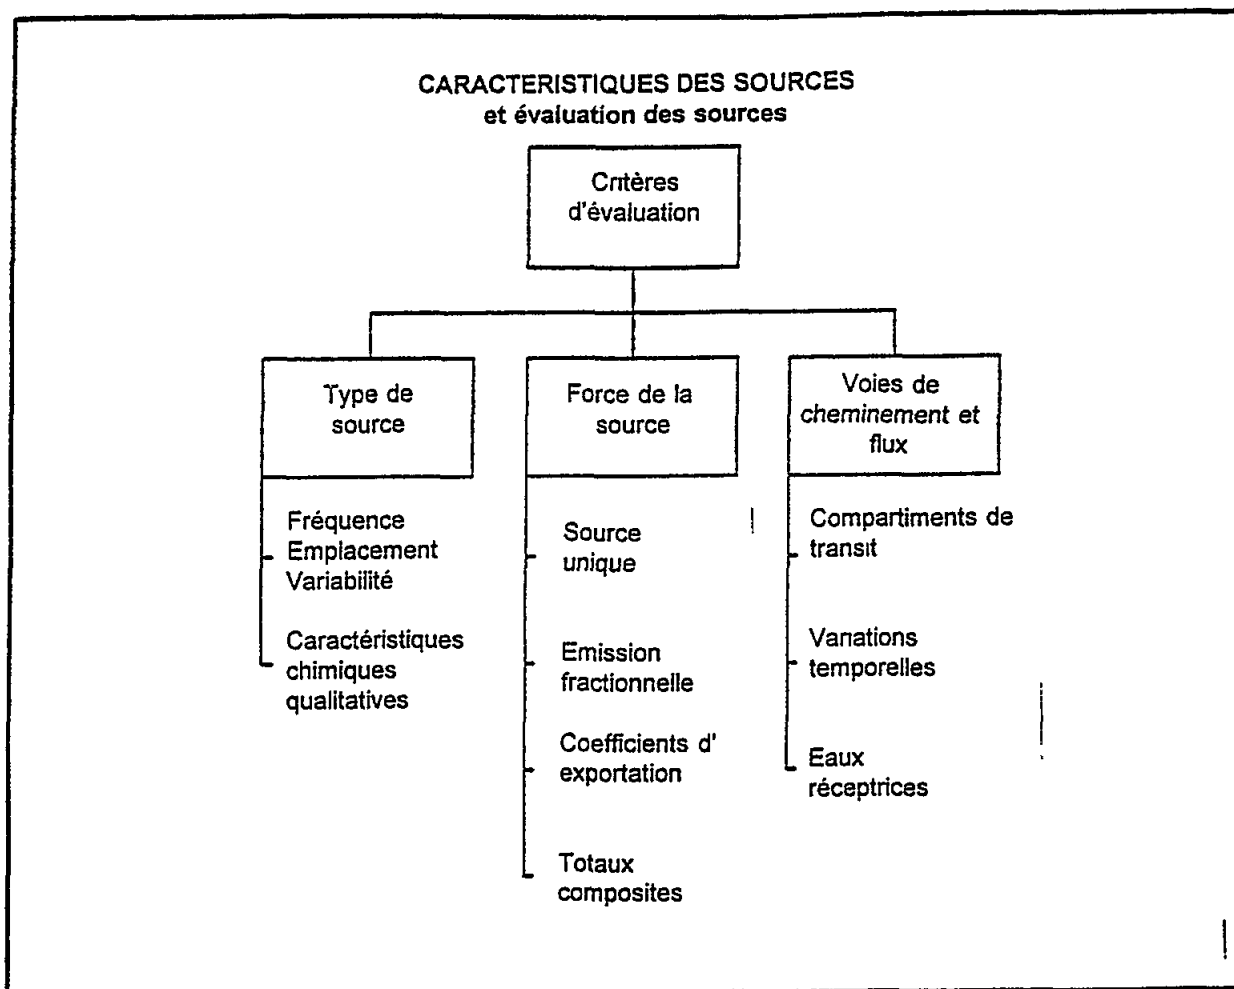 CARACTERISTIQUES DES SOURCES
et évaluation des sources
Critères
d'évaluation
Type de
source
Force de la
source
Voies de
cheminement et
flux
Fréquence
Emplacement
Variabilité
Caractéristiques
chimiques
qualitatives
Source
unique
Emission
fractionnelle
Coefficients d'
exportation
Totaux
composites
Compartiments de
transit
Variations
temporelles
Eaux
réceptrices